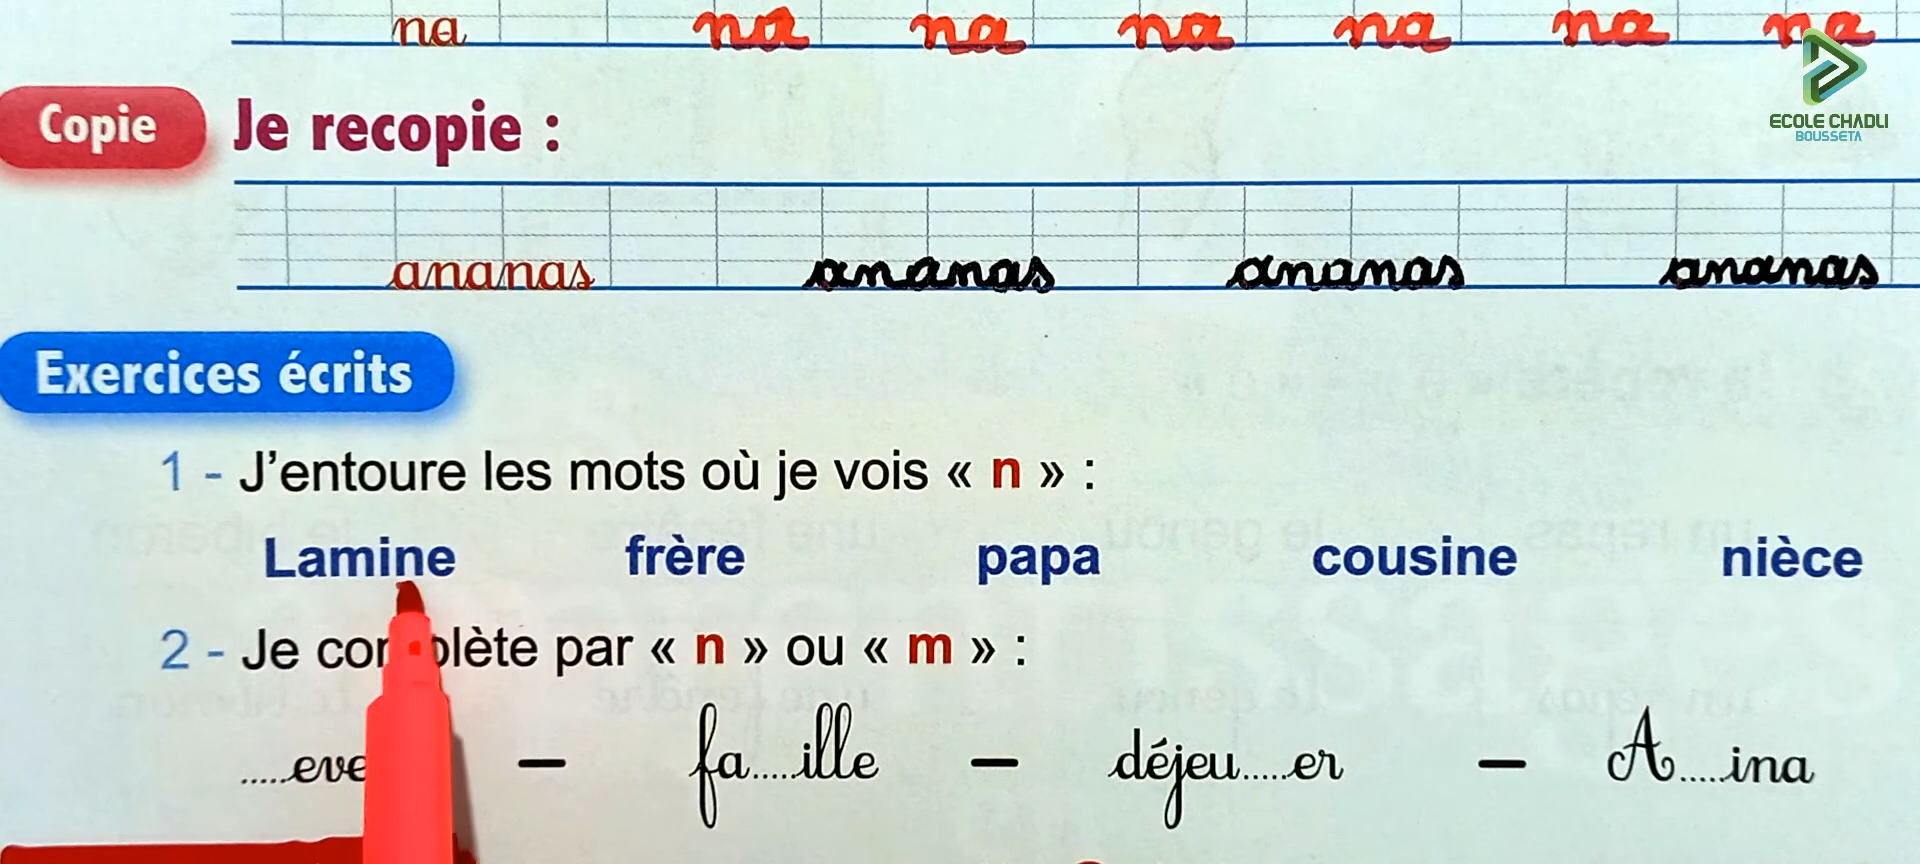 na na na na na na na
ECOLE CHADLI
BOUSSETA
Copie Je recopie :
ananas ananas ananas ananas
Exercices écrits
1 - J'entoure les mots où je vois « n » :
Lamine frère papa cousine nièce
2 - Je complète par « n » ou « m » :
.....eve – fa.....ille – déjeu.....er – A.....ina